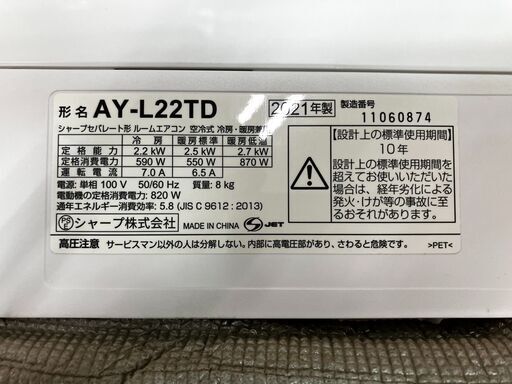 形名 AY-L22TD 2021年製 製造番号 11060874
シャープセパレート形 ルームエアコン 空冷式 冷房・暖房兼用
冷房 暖房標準 暖房低温
定格能力 2.2 kW 2.5 kW 2.7 kW
定格消費電力 590 W 550 W 870 W
運転電流 7.0 A 6.5 A
電源: 単相 100 V 50/60 Hz 質量: 8 kg
電動機の定格消費電力: 820 W
通年エネルギー消費効率: 5.8 (JIS C 9612 : 2013)
PSE シャープ株式会社 MADE IN CHINA S JET
【設計上の標準使用期間】
10年
設計上の標準使用期間を
超えてお使いいただいた
場合は、経年劣化による
発火・けが等の事故に至
るおそれがあります。
高圧注意 サービスマン以外の人は分解しない。内部に高電圧部があり、さわると危険です。 >PET<